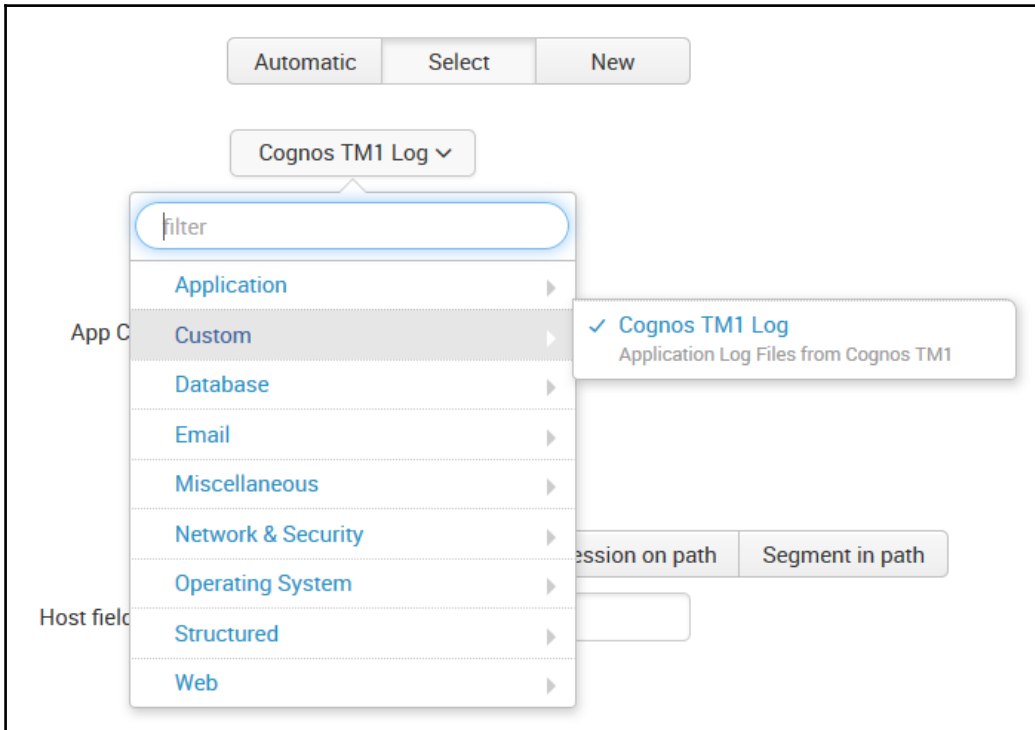 Automatic Select New
Cognos TM1 Log
filter
Application
App C
Custom
Cognos TM1 Log
Application Log Files from Cognos TM1
Database
Email
Miscellaneous
Network & Security
ession on path Segment in path
Operating System
Host field
Structured
Web